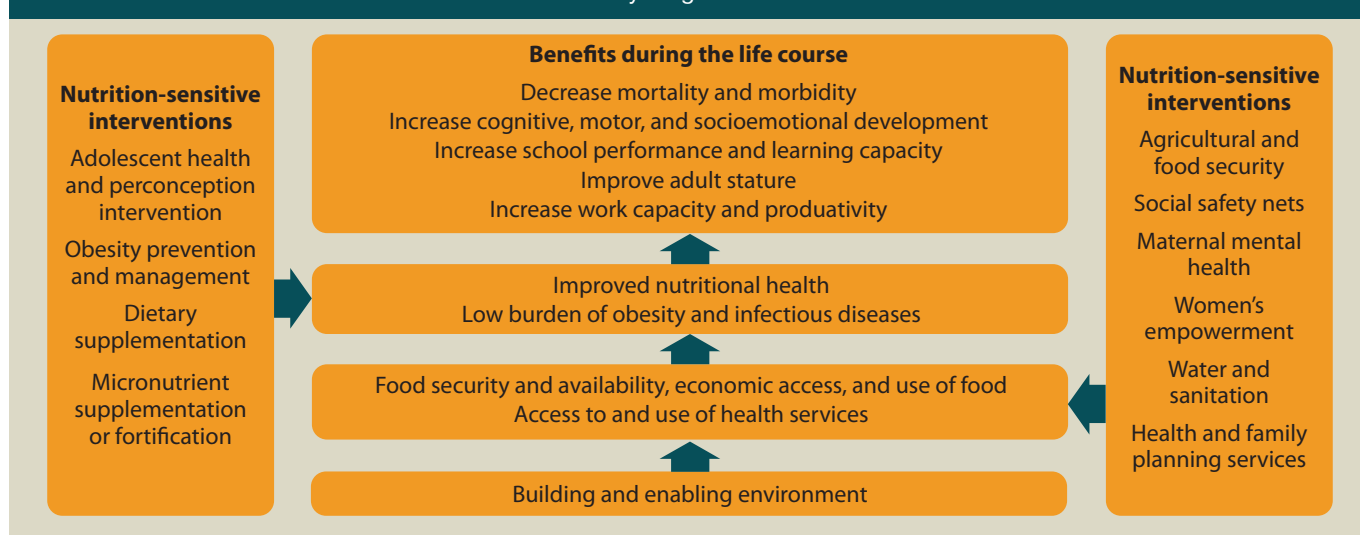 Nutrition-sensitive
interventions
Adolescent health
and perconception
intervention
Obesity prevention
and management
Dietary
supplementation
Micronutrient
supplementation
or fortification
Benefits during the life course
Decrease mortality and morbidity
Increase cognitive, motor, and socioemotional development
Increase school performance and learning capacity
Improve adult stature
Increase work capacity and produativity
Improved nutritional health
Low burden of obesity and infectious diseases
Food security and availability, economic access, and use of food
Access to and use of health services
Building and enabling environment
Nutrition-sensitive
interventions
Agricultural and
food security
Social safety nets
Maternal mental
health
Women's
empowerment
Water and
sanitation
Health and family
planning services